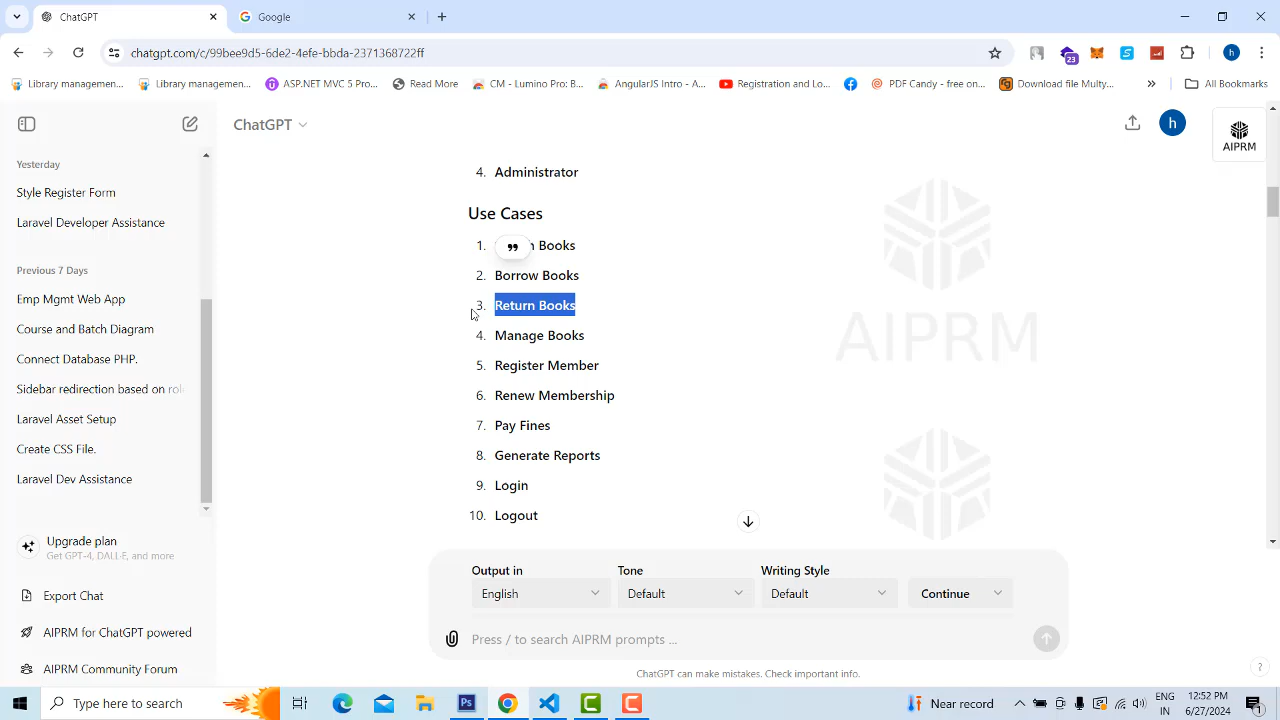 ChatGPT
Google
chatgpt.com/c/99bee9d5-6de2-4efe-bbda-2371368722ff
23
h
Library managemen...
Library managemen...
ASP.NET MVC 5 Pro...
Read More
CM - Lumino Pro B...
AngularJS Intro - A...
Registration and Lo...
PDF Candy - free on...
Download file Multy...
All Bookmarks
ChatGPT
h
AIPRM
Yesterday
Style Register Form
Laravel Developer Assistance
Previous 7 Days
Emp Mgmt Web App
Course and Batch Diagram
Connect Database PHP.
Sidebar redirection based on rol
Laravel Asset Setup
Create CSS File.
Laravel Dev Assistance
Upgrade plan
Get GPT-4, DALL·E, and more
Export Chat
AIPRM for ChatGPT powered
AIPRM Community Forum
4. Administrator
Use Cases
1. Books
2. Borrow Books
3. Return Books
4. Manage Books
5. Register Member
6. Renew Membership
7. Pay Fines
8. Generate Reports
9. Login
10. Logout
AIPRM
Output in
Tone
Writing Style
English
Default
Default
Continue
Press / to search AIPRM prompts ...
ChatGPT can make mistakes. Check important info.
?
Type here to search
Ps
Near record
ENG
IN
12:52 PM
6/27/2024
1